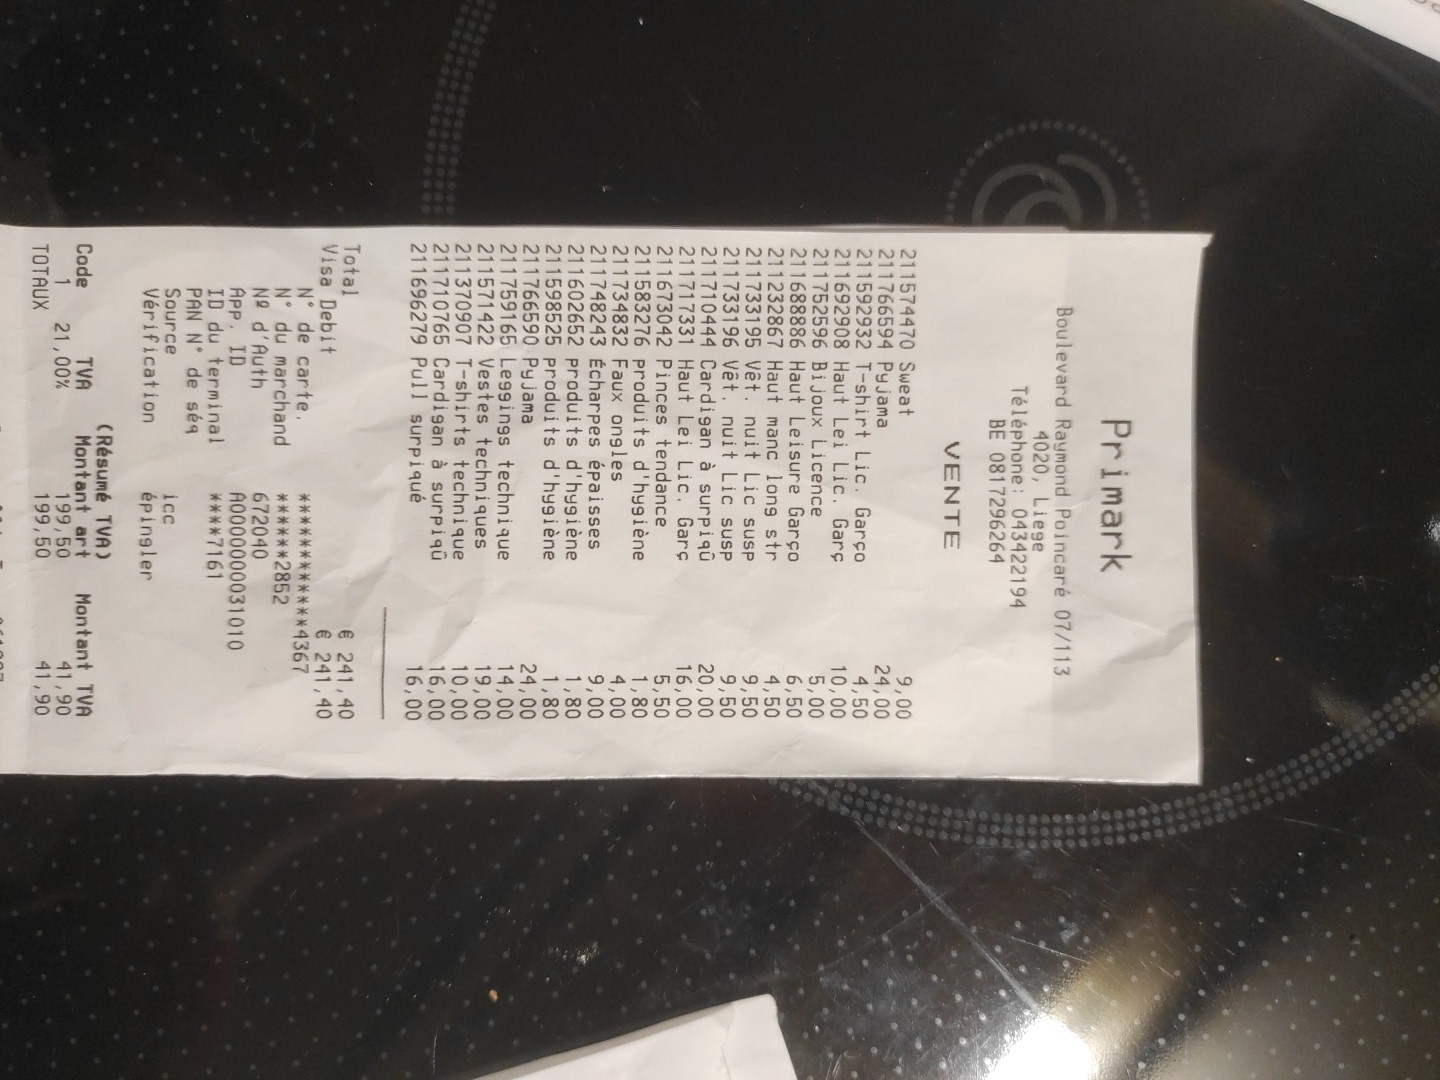 Primark
Boulevard Raymond Poincaré 07/113
4020, Liege
Téléphone: 043422194
BE 0817296264
VENTE
211574470 Sweat 9,00
211766594 Pyjama 24,00
211592932 T-shirt Lic. Garço 4,50
211692908 Haut Lei Lic. Garç 10,00
211752596 Bijoux Licence 5,00
211688886 Haut Leisure Garço 6,50
211232867 Haut manc long str 4,50
211733195 Vêt. nuit Lic susp 9,50
211733196 Vêt. nuit Lic susp 9,50
211710444 Cardigan à surpiqû 20,00
211717331 Haut Lei Lic. Garç 16,00
211673042 Pinces tendance 5,50
211583276 produits d'hygiène 1,80
211734832 Faux ongles 4,00
211748243 Écharpes épaisses 9,00
211602652 produits d'hygiène 1,80
211598525 produits d'hygiène 1,80
211766590 Pyjama 24,00
211759165 Leggings technique 14,00
211571422 Vestes techniques 19,00
211370907 T-shirts technique 10,00
211710765 Cardigan à surpiqû 16,00
211696279 Pull surpiqué 16,00
Total € 241,40
Visa Debit € 241,40
N° de carte. ************4367
N° du marchand *****2852
Nº d'Auth 672040
App. ID A0000000031010
ID du terminal ****7161
PAN N° de séq
Source icc
Vérification épingler
(Résumé TVA)
Code TVA Montant art Montant TVA
1 21,00% 199,50 41,90
TOTAUX 199,50 41,90